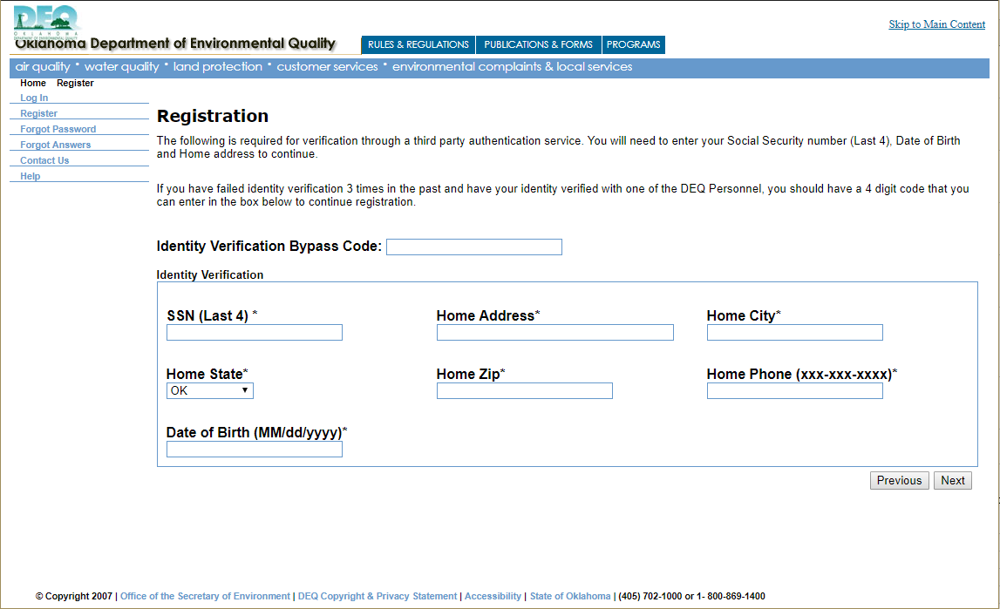 DEQ
OKLAHOMA
DEPARTMENT OF ENVIRONMENTAL QUALITY
Skip to Main Content
Oklahoma Department of Environmental Quality
RULES & REGULATIONS PUBLICATIONS & FORMS PROGRAMS
air quality * water quality * land protection * customer services * environmental complaints & local services
Home Register
Log In
Register
Forgot Password
Forgot Answers
Contact Us
Help
Registration
The following is required for verification through a third party authentication service. You will need to enter your Social Security number (Last 4), Date of Birth
and Home address to continue.
If you have failed identity verification 3 times in the past and have your identity verified with one of the DEQ Personnel, you should have a 4 digit code that you
can enter in the box below to continue registration.
Identity Verification Bypass Code:
Identity Verification
SSN (Last 4) * Home Address* Home City*
Home State* Home Zip* Home Phone (xxx-xxx-xxxx)*
OK
Date of Birth (MM/dd/yyyy)*
Previous Next
© Copyright 2007 | Office of the Secretary of Environment | DEQ Copyright & Privacy Statement | Accessibility | State of Oklahoma | (405) 702-1000 or 1- 800-869-1400